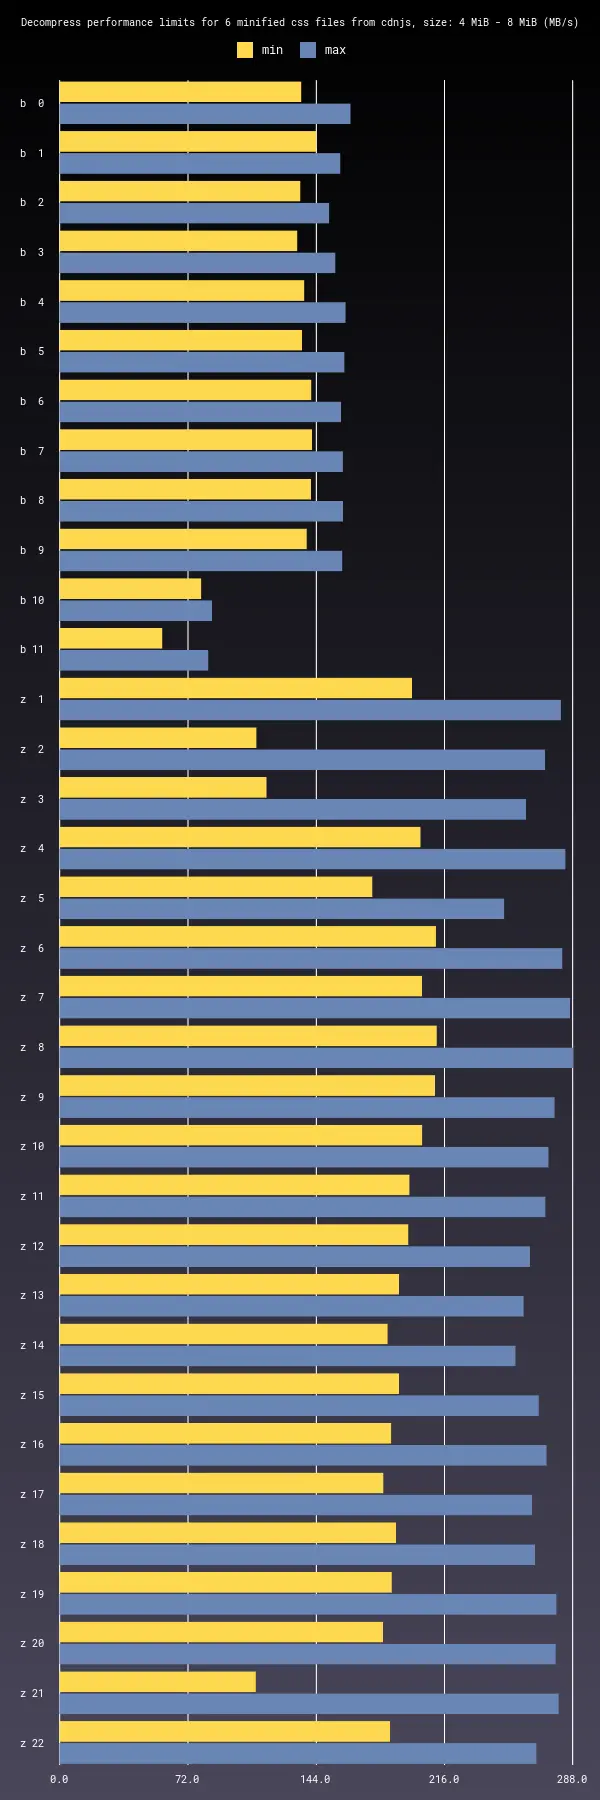 Decompress performance limits for 6 minified css files from cdnjs, size: 4 MiB - 8 MiB (MB/s)
min max
b 0
b 1
b 2
b 3
b 4
b 5
b 6
b 7
b 8
b 9
b 10
b 11
z 1
z 2
z 3
z 4
z 5
z 6
z 7
z 8
z 9
z 10
z 11
z 12
z 13
z 14
z 15
z 16
z 17
z 18
z 19
z 20
z 21
z 22
0.0 72.0 144.0 216.0 288.0